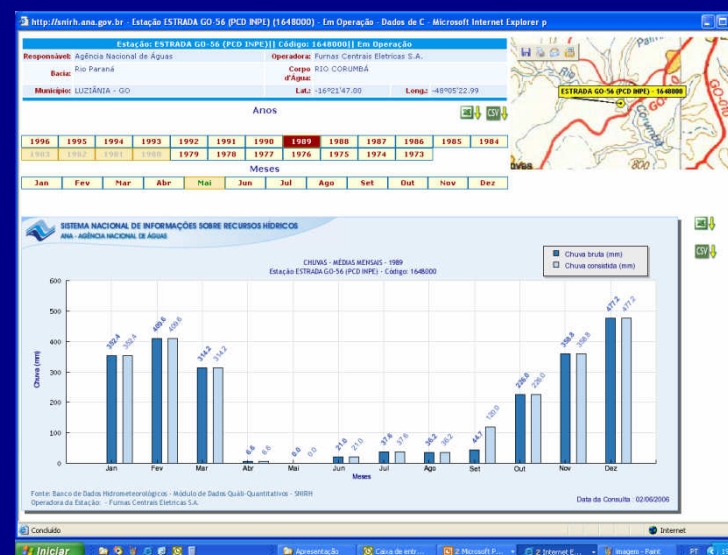 http://snirh.ana.gov.br - Estação ESTRADA GO-56 (PCD INPE) (1648000) - Em Operação - Dados de C - Microsoft Internet Explorer p
Estação: ESTRADA GO-56 (PCD INPE)|| Código: 1648000|| Em Operação
Responsável: Agência Nacional de Águas Operadora: Furnas Centrais Eletricas S.A.
Bacia: Rio Paraná Corpo d'Água: RIO CORUMBÁ
Município: LUZIÂNIA - GO Lat.: -16º21'47.00 Long.: -48º05'22.99
ESTRADA GO-56 (PCD INPE) - 1648000
Corumbá
GO-010
800
Anos
CSV
1996 1995 1994 1993 1992 1991 1990 1989 1988 1987 1986 1985 1984
1983 1982 1981 1980 1979 1978 1977 1976 1975 1974 1973
Meses
Jan Fev Mar Abr Mai Jun Jul Ago Set Out Nov Dez
SISTEMA NACIONAL DE INFORMAÇÕES SOBRE RECURSOS HÍDRICOS
ANA - AGÊNCIA NACIONAL DE ÁGUAS
CSV
CHUVAS - MÉDIAS MENSAIS - 1989
Estação ESTRADA GO-56 (PCD INPE) - Código: 1648000
Chuva bruta (mm)
Chuva consistida (mm)
Chuva (mm)
600
500
400
300
200
100
0
352.4 352.4 409.6 409.6 314.2 314.2 6.6 6.6 0.0 0.0 21.0 21.0 37.6 37.6 36.2 36.2 44.7 120.0 226.0 226.0 358.8 358.8 477.2 477.2
Jan Fev Mar Abr Mai Jun Jul Ago Set Out Nov Dez
Meses
Fonte: Banco de Dados Hidrometeorológicos - Módulo de Dados Quáli-Quantitativos - SNIRH
Operadora da Estação: - Furnas Centrais Eletricas S.A.
Data da Consulta : 02/06/2006
Concluído
Internet
Iniciar Apresentação Caixa de entr... 2 Microsoft P... 2 Internet E... imagem - Paint PT